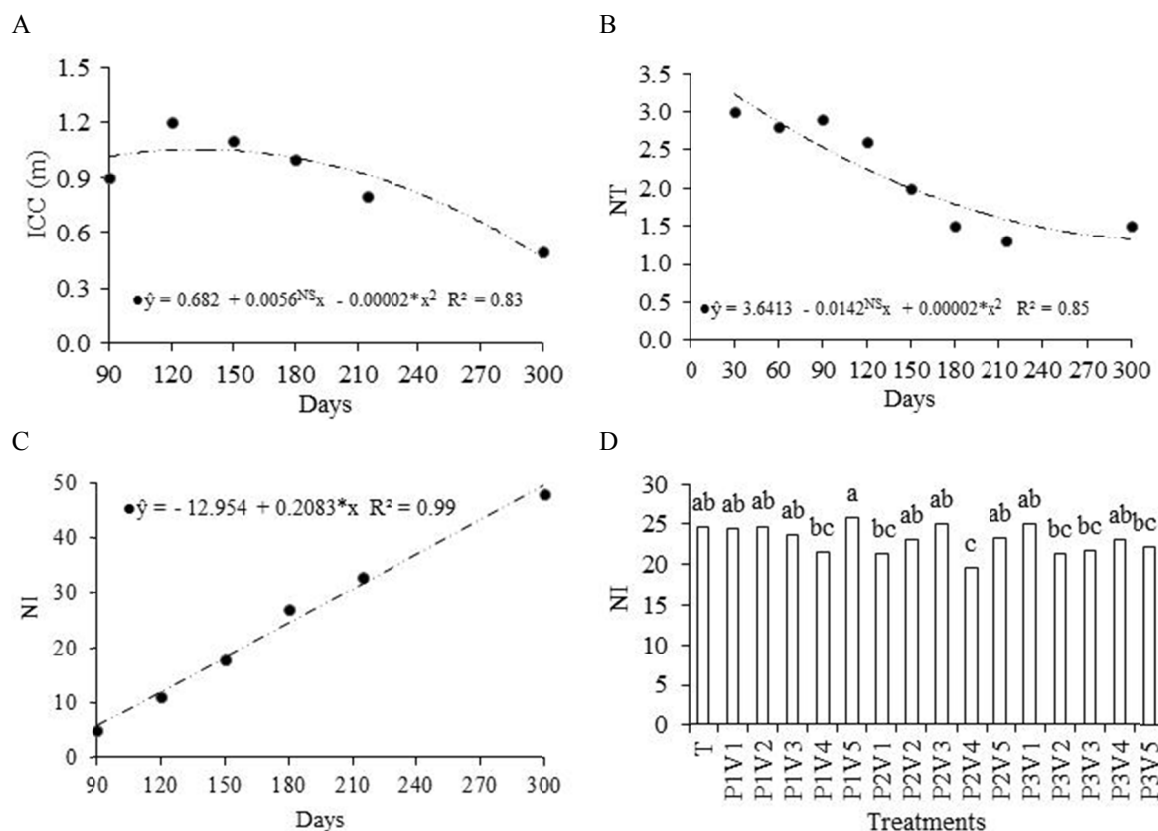 A
1.5
1.2
0.9
0.6
0.3
0.0
ICC (m)
● ŷ = 0.682 + 0.0056ᴺˢx - 0.00002*x² R² = 0.83
90 120 150 180 210 240 270 300
Days
B
3.5
3.0
2.5
2.0
1.5
1.0
0.5
0.0
NT
● ŷ = 3.6413 - 0.0142ᴺˢx + 0.00002*x² R² = 0.85
0 30 60 90 120 150 180 210 240 270 300
Days
C
50
40
30
20
10
0
NI
● ŷ = - 12.954 + 0.2083*x R² = 0.99
90 120 150 180 210 240 270 300
Days
D
30
25
20
15
10
5
0
NI
ab ab ab ab bc a bc ab ab c ab ab bc bc ab bc
T P1V1 P1V2 P1V3 P1V4 P1V5 P2V1 P2V2 P2V3 P2V4 P2V5 P3V1 P3V2 P3V3 P3V4 P3V5
Treatments